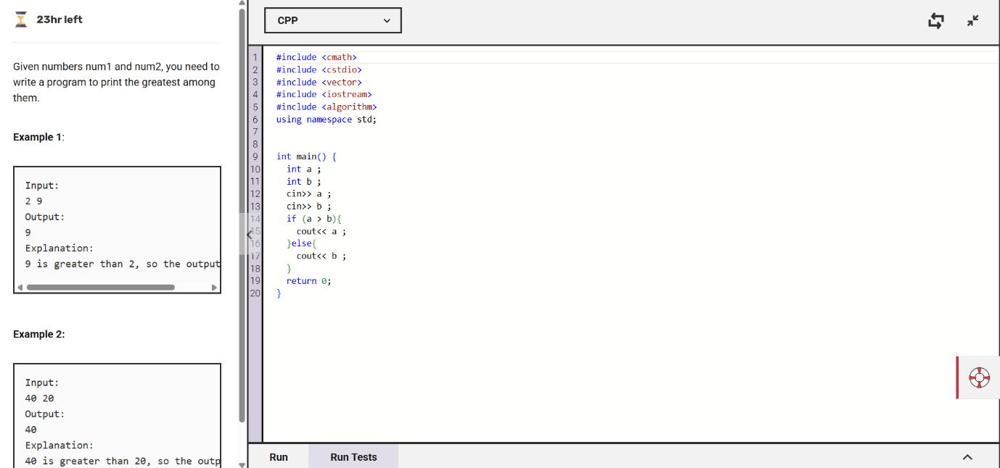 23hr left
Given numbers num1 and num2, you need to
write a program to print the greatest among
them.
Example 1:
Input:
2 9
Output:
9
Explanation:
9 is greater than 2, so the output
Example 2:
Input:
40 20
Output:
40
Explanation:
40 is greater than 20, so the outp
CPP
1 #include <cmath>
2 #include <cstdio>
3 #include <vector>
4 #include <iostream>
5 #include <algorithm>
6 using namespace std;
7
8
9 int main() {
10 int a ;
11 int b ;
12 cin>> a ;
13 cin>> b ;
14 if (a > b){
15 cout<< a ;
16 }else{
17 cout<< b ;
18 }
19 return 0;
20 }
Run Run Tests